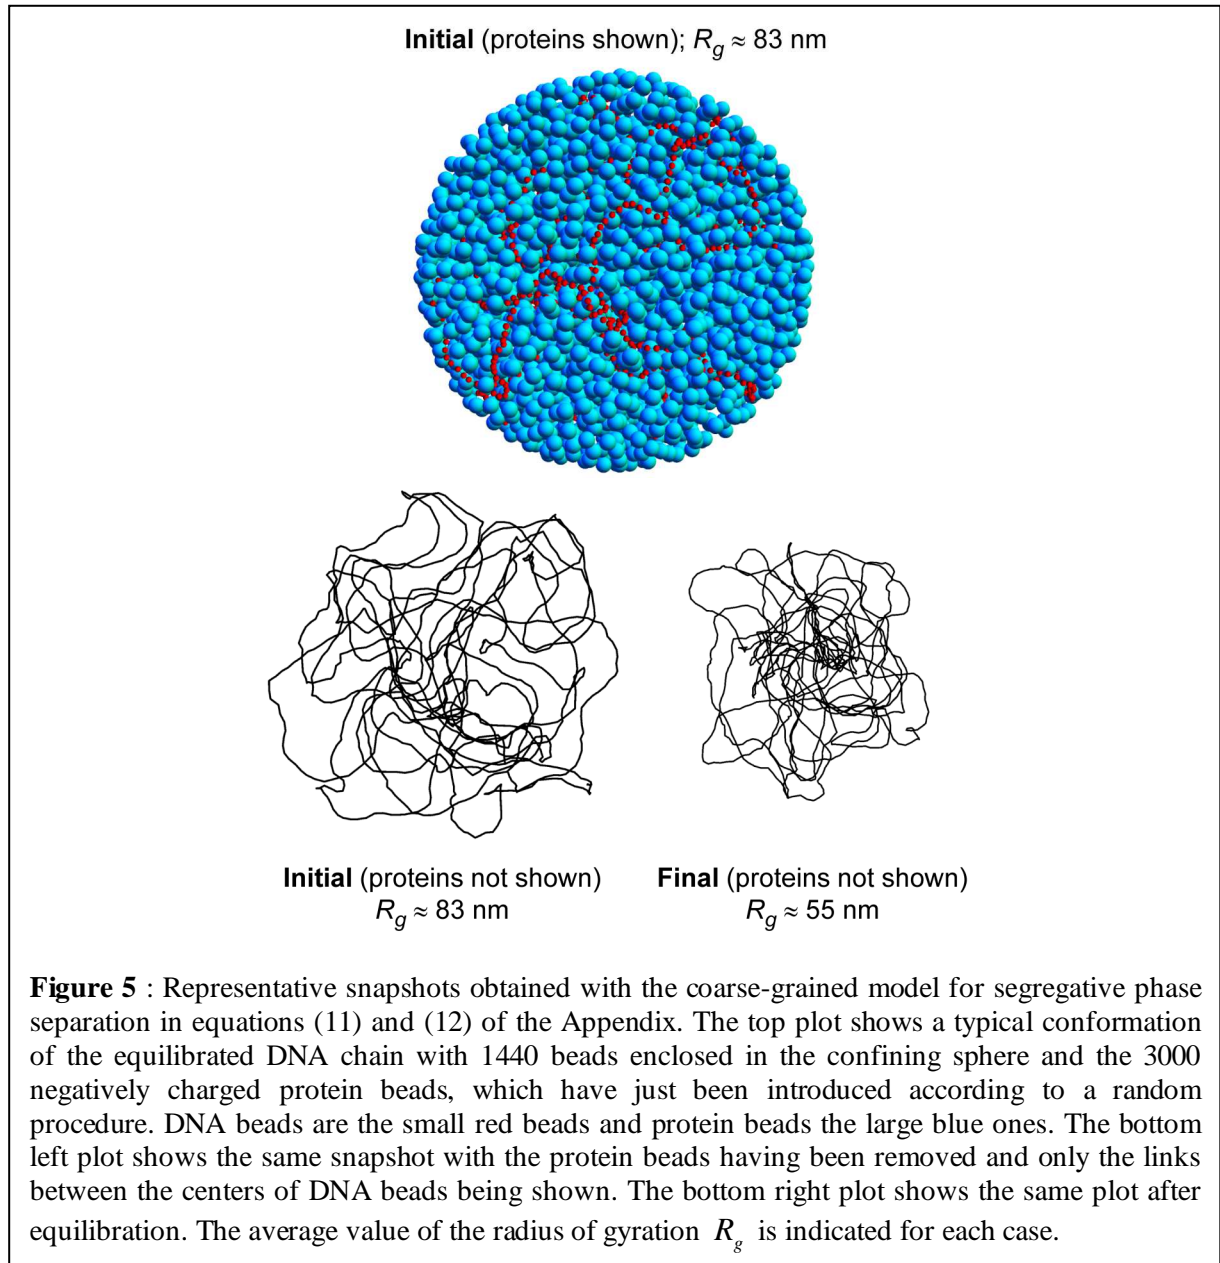 Initial (proteins shown); Rg ≈ 83 nm
Initial (proteins not shown)
Rg ≈ 83 nm
Final (proteins not shown)
Rg ≈ 55 nm
Figure 5 : Representative snapshots obtained with the coarse-grained model for segregative phase
separation in equations (11) and (12) of the Appendix. The top plot shows a typical conformation
of the equilibrated DNA chain with 1440 beads enclosed in the confining sphere and the 3000
negatively charged protein beads, which have just been introduced according to a random
procedure. DNA beads are the small red beads and protein beads the large blue ones. The bottom
left plot shows the same snapshot with the protein beads having been removed and only the links
between the centers of DNA beads being shown. The bottom right plot shows the same plot after
equilibration. The average value of the radius of gyration Rg is indicated for each case.